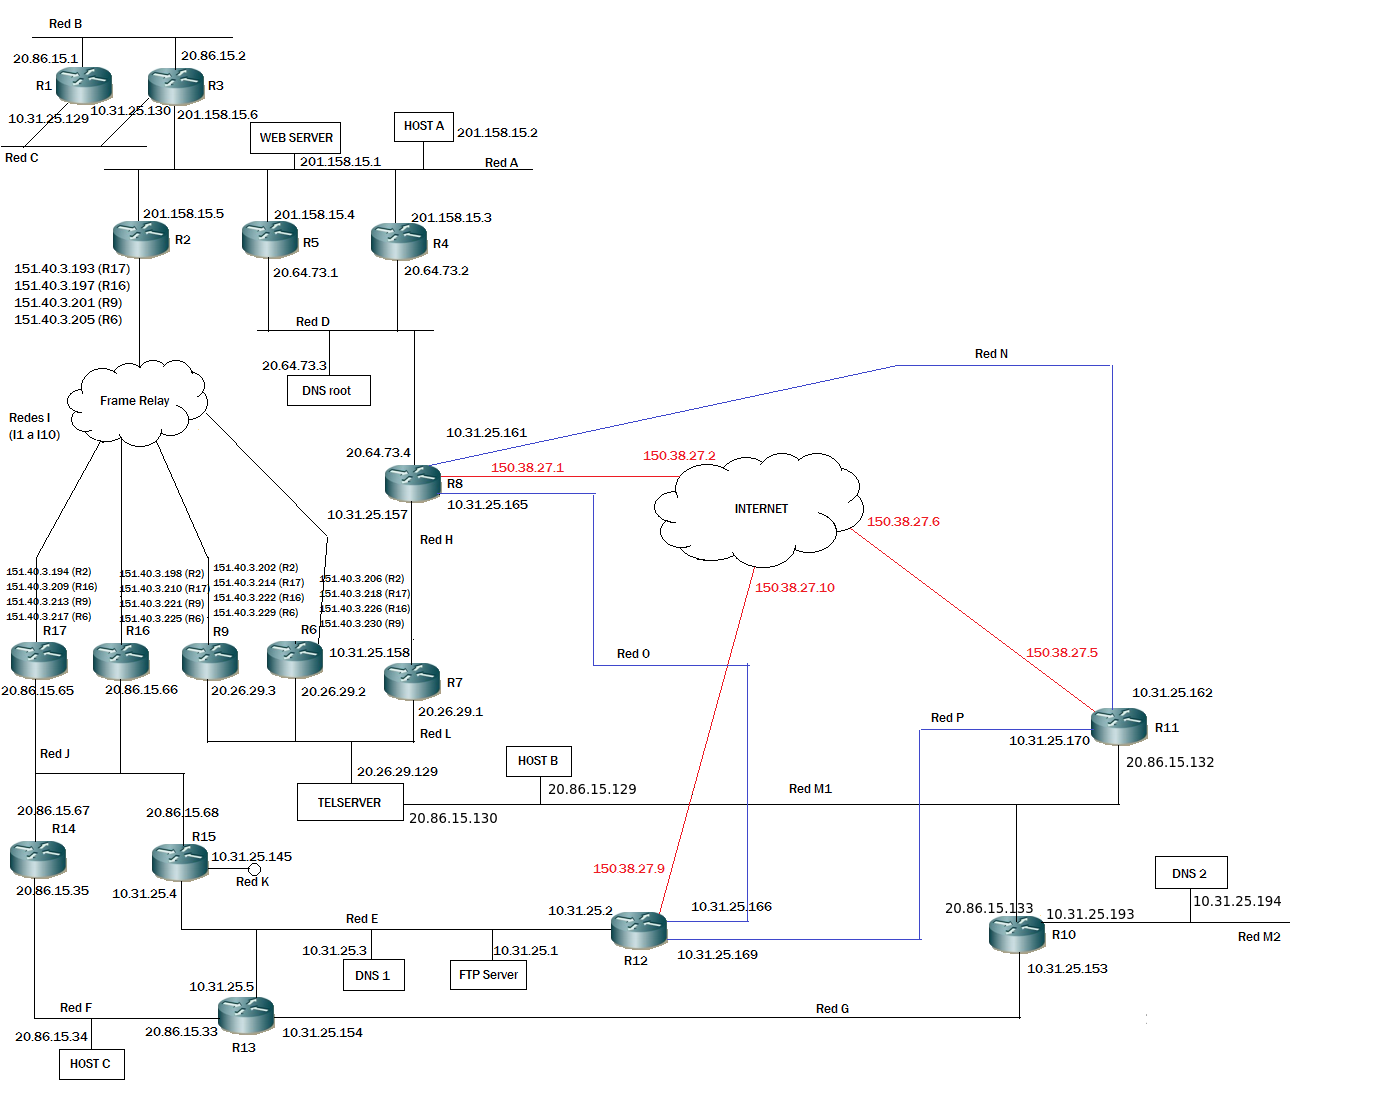 Red B
20.86.15.1
20.86.15.2
R1
R3
10.31.25.129
10.31.25.130
201.158.15.6
Red C
WEB SERVER
HOST A
201.158.15.2
201.158.15.1
Red A
201.158.15.5
201.158.15.4
201.158.15.3
R2
R5
R4
151.40.3.193 (R17)
151.40.3.197 (R16)
151.40.3.201 (R9)
151.40.3.205 (R6)
20.64.73.1
20.64.73.2
Red D
20.64.73.3
DNS root
Frame Relay
Redes I
(I1 a I10)
Red N
10.31.25.161
20.64.73.4
R8
150.38.27.1
150.38.27.2
10.31.25.165
10.31.25.157
INTERNET
150.38.27.6
Red H
150.38.27.10
151.40.3.194 (R2)
151.40.3.209 (R16)
151.40.3.213 (R9)
151.40.3.217 (R6)
R17
151.40.3.198 (R2)
151.40.3.210 (R17)
151.40.3.221 (R9)
151.40.3.225 (R6)
R16
151.40.3.202 (R2)
151.40.3.214 (R17)
151.40.3.222 (R16)
151.40.3.229 (R6)
R9
151.40.3.206 (R2)
151.40.3.218 (R17)
151.40.3.226 (R16)
151.40.3.230 (R9)
R6
10.31.25.158
Red O
150.38.27.5
20.86.15.65
20.86.15.66
20.26.29.3
20.26.29.2
R7
20.26.29.1
10.31.25.162
R11
Red P
10.31.25.170
20.86.15.132
Red L
Red J
20.26.29.129
HOST B
20.86.15.129
Red M1
TELSERVER
20.86.15.130
20.86.15.67
R14
20.86.15.68
R15
10.31.25.145
Red K
20.86.15.35
10.31.25.4
150.38.27.9
DNS 2
10.31.25.194
Red E
10.31.25.2
10.31.25.166
20.86.15.133
10.31.25.193
R10
Red M2
10.31.25.3
DNS 1
10.31.25.1
FTP Server
R12
10.31.25.169
10.31.25.153
10.31.25.5
Red F
20.86.15.34
20.86.15.33
R13
10.31.25.154
Red G
HOST C